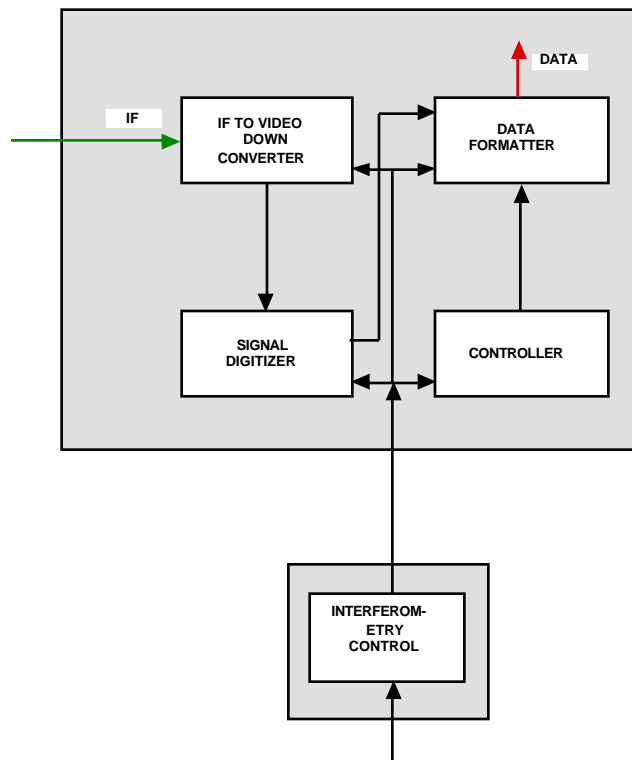 DATA
IF
IF TO VIDEO
DOWN
CONVERTER
DATA
FORMATTER
SIGNAL
DIGITIZER
CONTROLLER
INTERFEROM-
ETRY
CONTROL